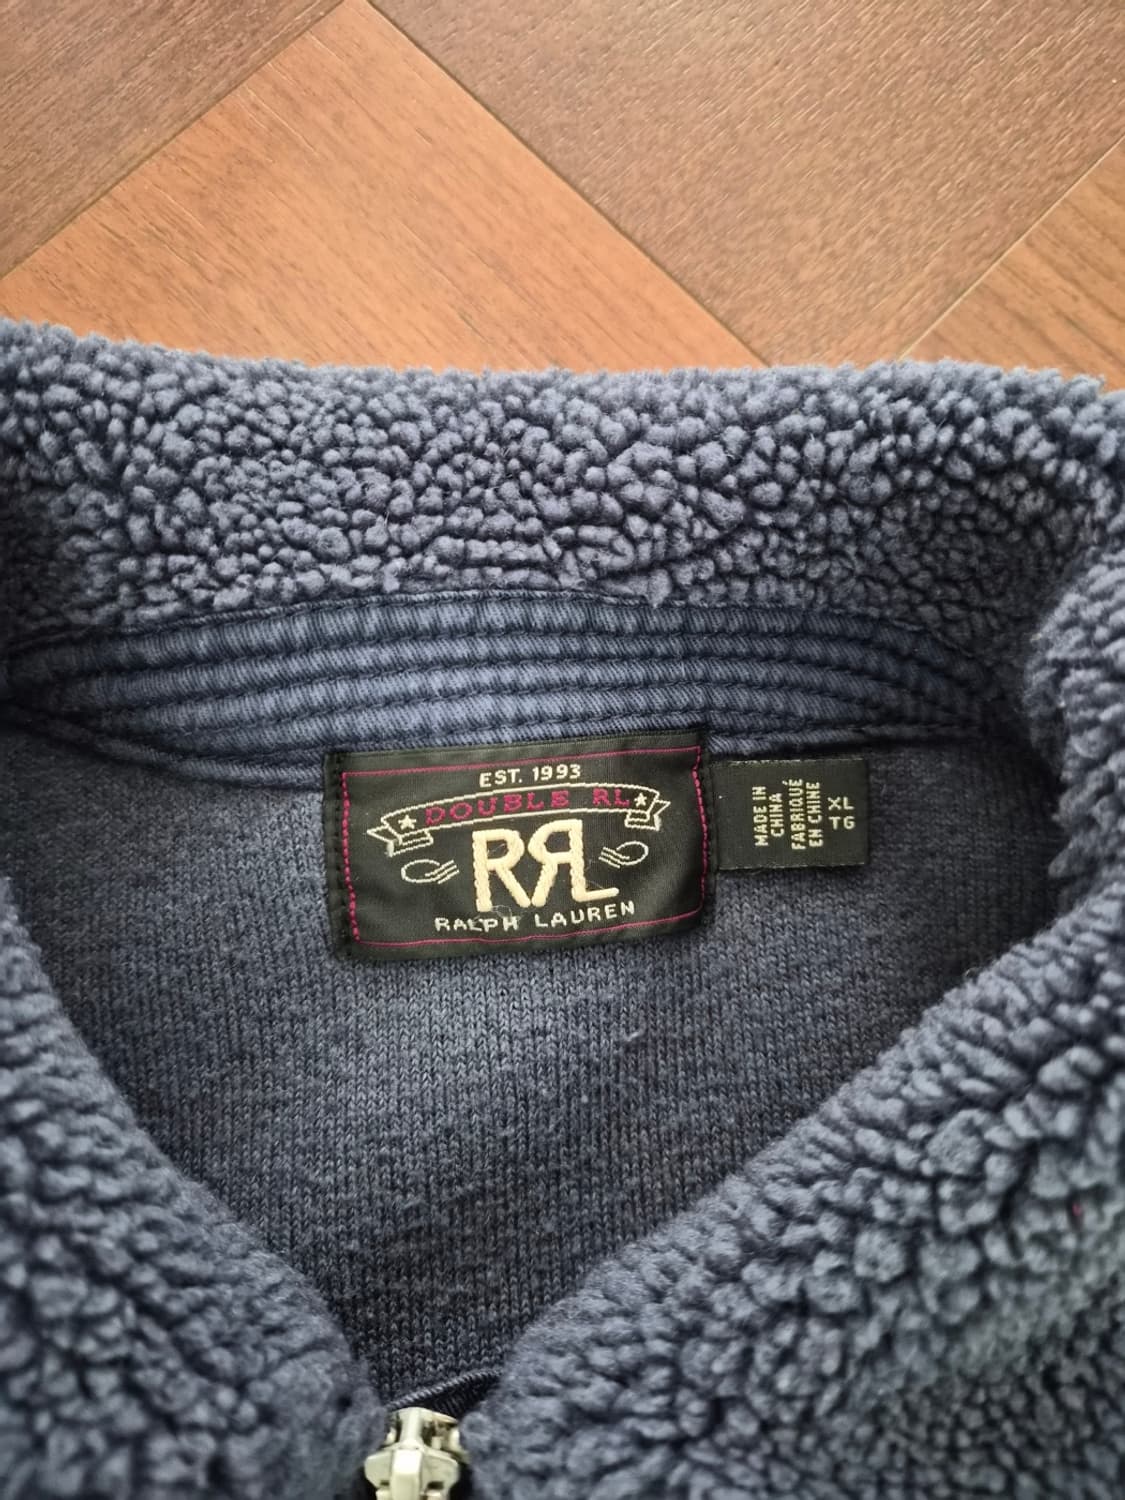 EST. 1993
DOUBLE RL
RRL
RALPH LAUREN
MADE IN
CHINA
FABRIQUÉ
EN CHINE
XL
TG